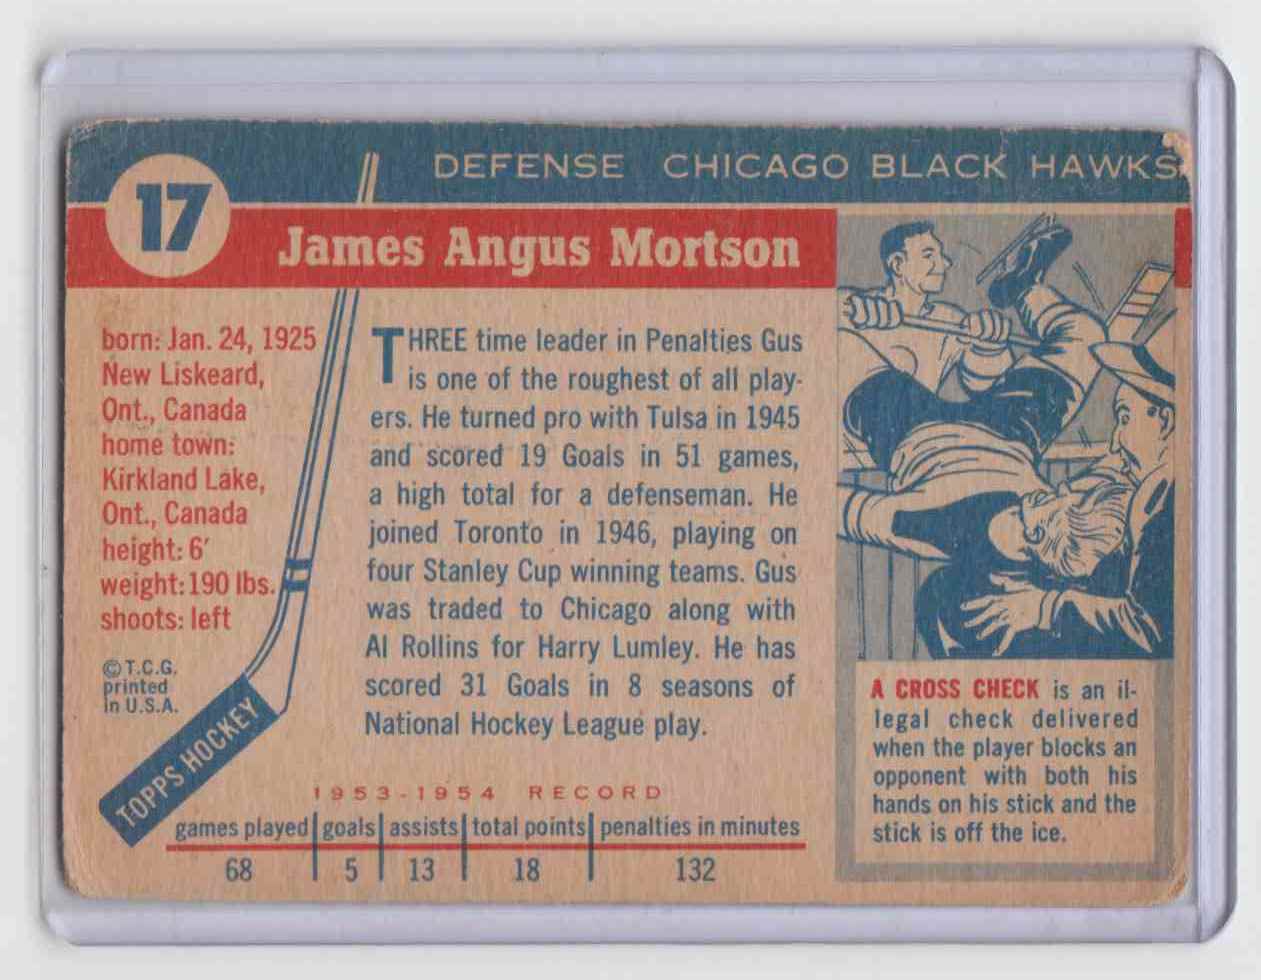 17
DEFENSE CHICAGO BLACK HAWKS
James Angus Mortson
born: Jan. 24, 1925
New Liskeard,
Ont., Canada
home town:
Kirkland Lake,
Ont., Canada
height: 6′
weight: 190 lbs.
shoots: left
© T.C.G.
printed
in U.S.A.
TOPPS HOCKEY
THREE time leader in Penalties Gus
is one of the roughest of all play-
ers. He turned pro with Tulsa in 1945
and scored 19 Goals in 51 games,
a high total for a defenseman. He
joined Toronto in 1946, playing on
four Stanley Cup winning teams. Gus
was traded to Chicago along with
Al Rollins for Harry Lumley. He has
scored 31 Goals in 8 seasons of
National Hockey League play.
A CROSS CHECK is an il-
legal check delivered
when the player blocks an
opponent with both his
hands on his stick and the
stick is off the ice.
1953-1954 RECORD
games played goals assists total points penalties in minutes
68 5 13 18 132